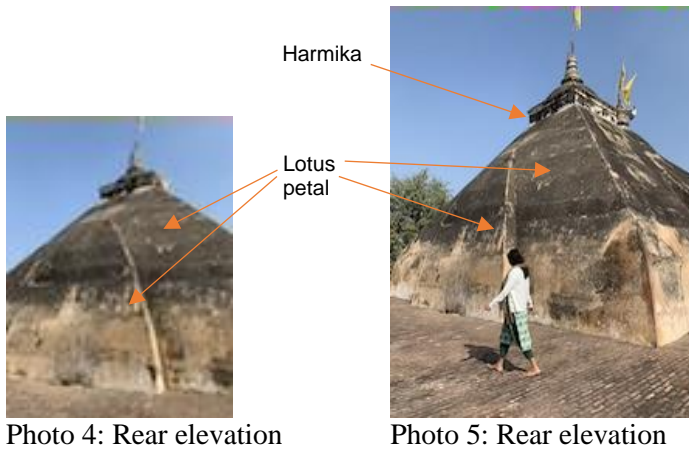 Harmika
Lotus
petal
Photo 4: Rear elevation
Photo 5: Rear elevation